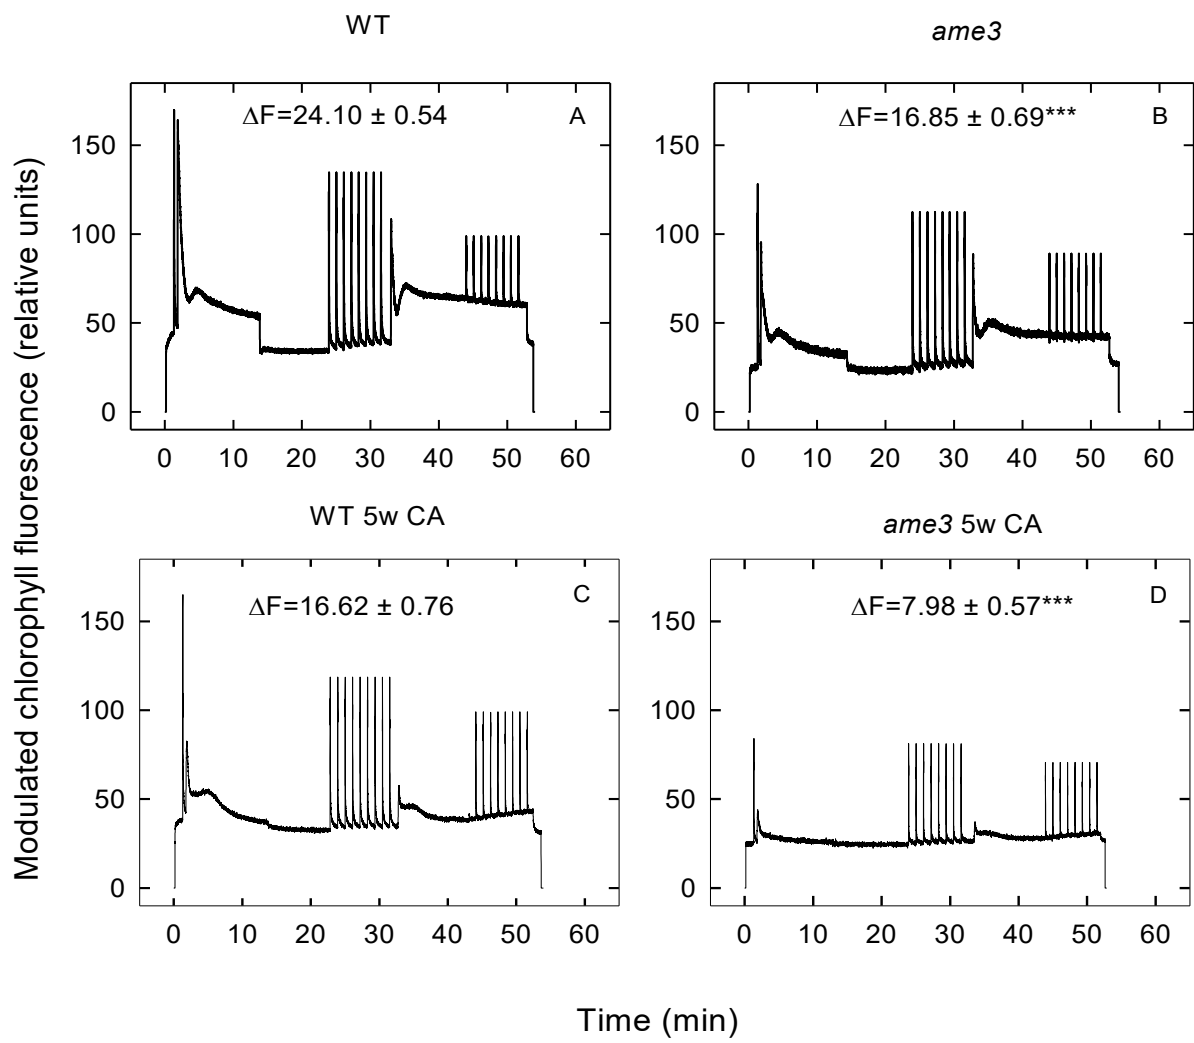 WT
ame3
Modulated chlorophyll fluorescence (relative units)
ΔF=24.10 ± 0.54
A
150
100
50
0
0 10 20 30 40 50 60
ΔF=16.85 ± 0.69***
B
150
100
50
0
0 10 20 30 40 50 60
WT 5w CA
ame3 5w CA
ΔF=16.62 ± 0.76
C
150
100
50
0
0 10 20 30 40 50 60
ΔF=7.98 ± 0.57***
D
150
100
50
0
0 10 20 30 40 50 60
Time (min)